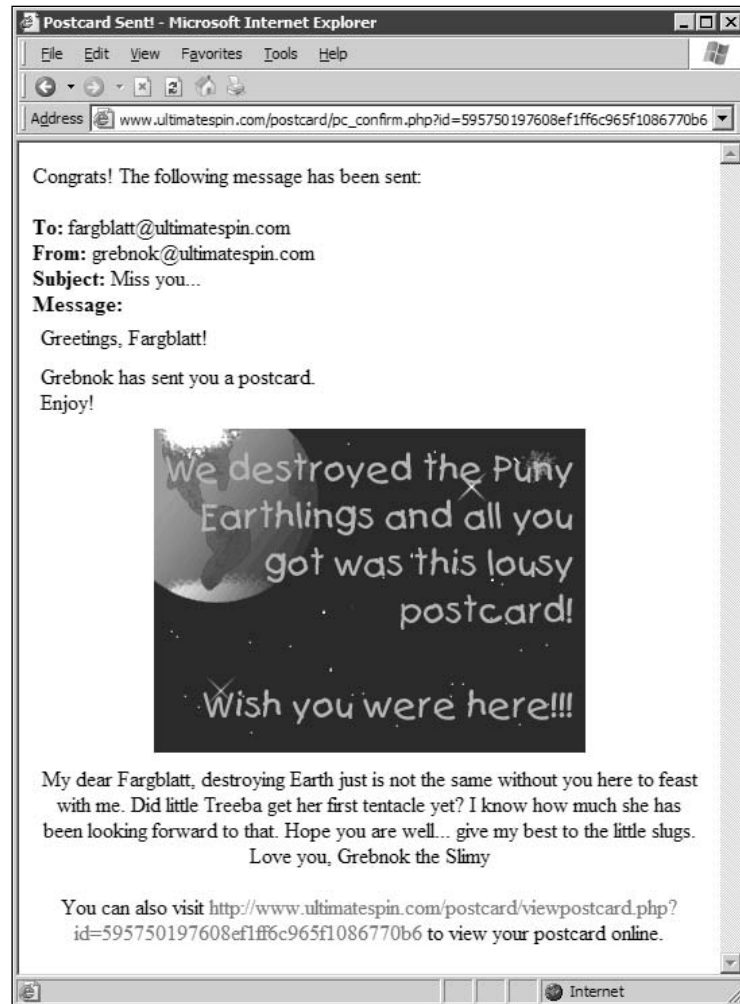 Postcard Sent! - Microsoft Internet Explorer
File Edit View Favorites Tools Help
Address www.ultimatespin.com/postcard/pc_confirm.php?id=595750197608ef1ff6c965f1086770b6
Congrats! The following message has been sent:
To: fargblatt@ultimatespin.com
From: grebnok@ultimatespin.com
Subject: Miss you...
Message:
Greetings, Fargblatt!
Grebnok has sent you a postcard.
Enjoy!
We destroyed the Puny
Earthlings and all you
got was this lousy
postcard!
Wish you were here!!!
My dear Fargblatt, destroying Earth just is not the same without you here to feast
with me. Did little Treeba get her first tentacle yet? I know how much she has
been looking forward to that. Hope you are well... give my best to the little slugs.
Love you, Grebnok the Slimy
You can also visit http://www.ultimatespin.com/postcard/viewpostcard.php?
id=595750197608ef1ff6c965f1086770b6 to view your postcard online.
Internet